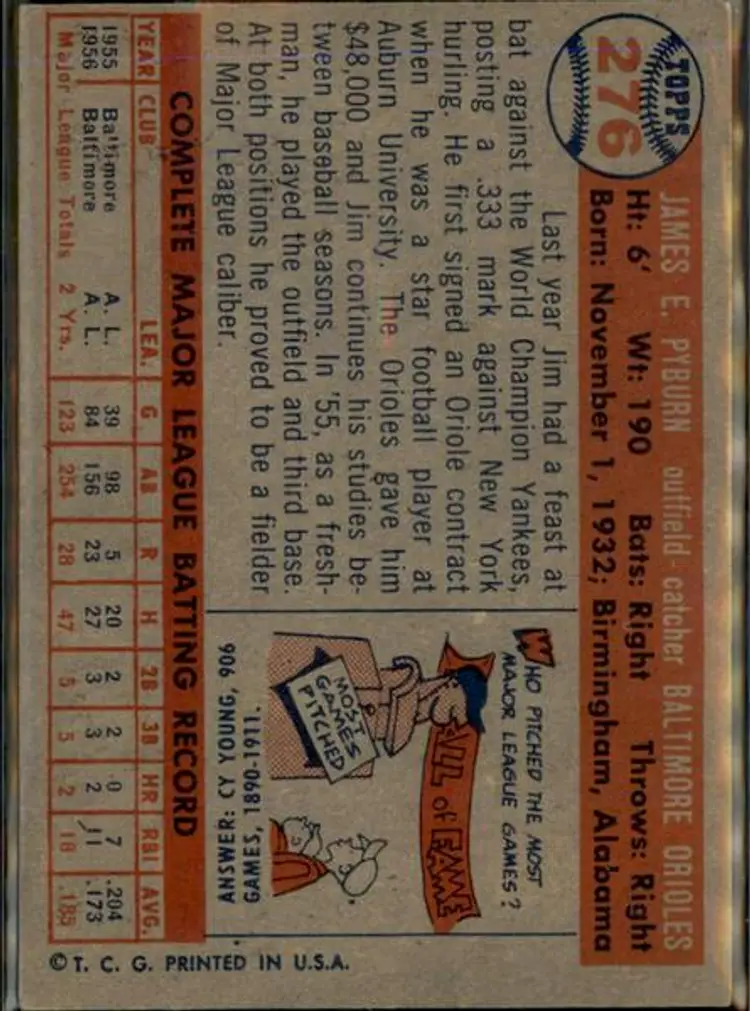 TOPPS
276
JAMES E. PYBURN outfield-catcher BALTIMORE ORIOLES
Ht: 6' Wt: 190 Bats: Right Throws: Right
Born: November 1, 1932; Birmingham, Alabama
Last year Jim had a feast at
bat against the World Champion Yankees,
posting a .333 mark against New York
hurling. He first signed an Oriole contract
when he was a star football player at
Auburn University. The Orioles gave him
$48,000 and Jim continues his studies be-
tween baseball seasons. In '55, as a fresh-
man, he played the outfield and third base.
At both positions he proved to be a fielder
of Major League caliber.
WHO PITCHED THE MOST
MAJOR LEAGUE GAMES?
ALL of FAME
MOST
GAMES
PITCHED
ANSWER: CY YOUNG, 906
GAMES, 1890-1911.
COMPLETE MAJOR LEAGUE BATTING RECORD
YEAR CLUB LEA. G AB R H 2B 3B HR RBI AVG.
1955 Baltimore A. L. 39 98 5 20 2 2 0 7 .204
1956 Baltimore A. L. 84 156 23 27 3 3 2 11 .173
Major League Totals 2 Yrs. 123 254 28 47 5 5 2 18 .185
© T. C. G. PRINTED IN U.S.A.